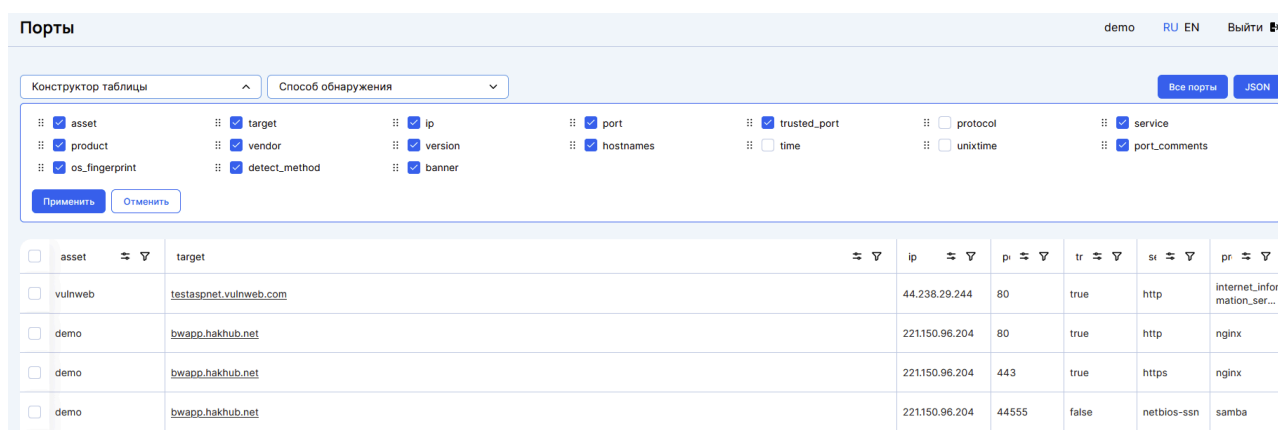 Порты demo RU EN Выйти
Конструктор таблицы Способ обнаружения Все порты JSON
asset target ip port trusted_port protocol service
product vendor version hostnames time unixtime port_comments
os_fingerprint detect_method banner
Применить Отменить
asset target ip tr
vulnweb testaspnet.vulnweb.com 44.238.29.244 80 true http internet_infor
mation_ser...
demo bwapp.hakhub.net 221.150.96.204 80 true http nginx
demo bwapp.hakhub.net 221.150.96.204 443 true https nginx
demo bwapp.hakhub.net 221.150.96.204 44555 false netbios-ssn samba